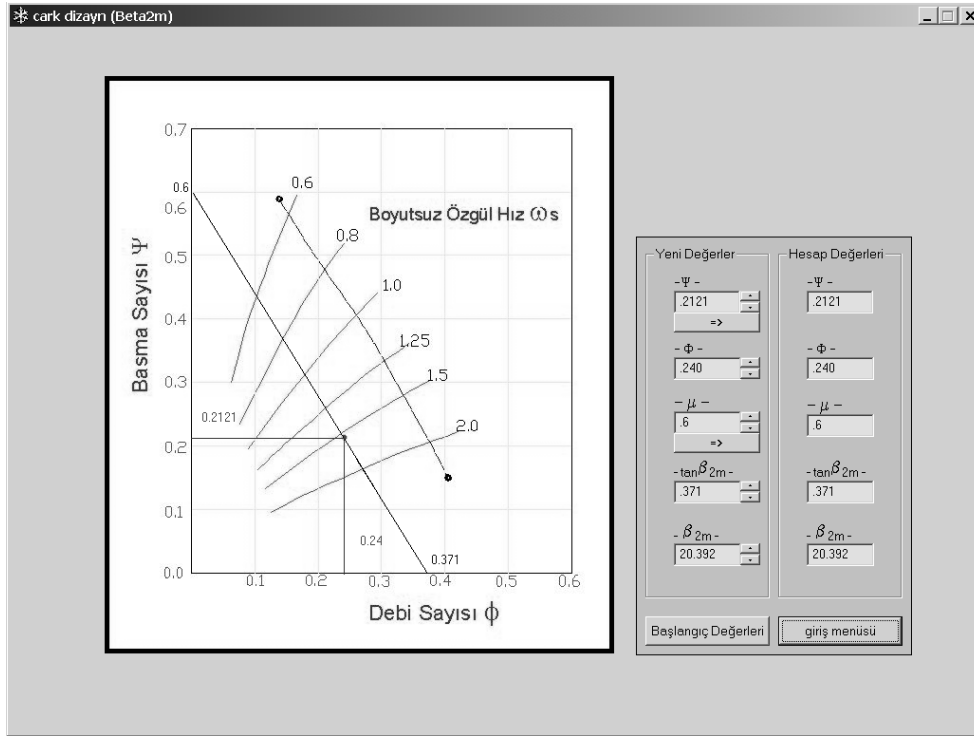 cark dizayn (Beta2m)
0.7
0.6
0.6
0.5
0.4
0.3
0.2121
0.2
0.1
0.0
Basma Sayısı Ψ
0.6
0.8
1.0
1.25
1.5
2.0
Boyutsuz Özgül Hız ωs
0.24
0.371
0.1
0.2
0.3
0.4
0.5
0.6
Debi Sayısı ϕ
Yeni Değerler
-Ψ-
.2121
=>
-Φ-
.240
-μ-
.6
=>
-tanβ2m-
.371
-β2m-
20.392
Hesap Değerleri
-Ψ-
.2121
-Φ-
.240
-μ-
.6
-tanβ2m-
.371
-β2m-
20.392
Başlangıç Değerleri
giriş menüsü